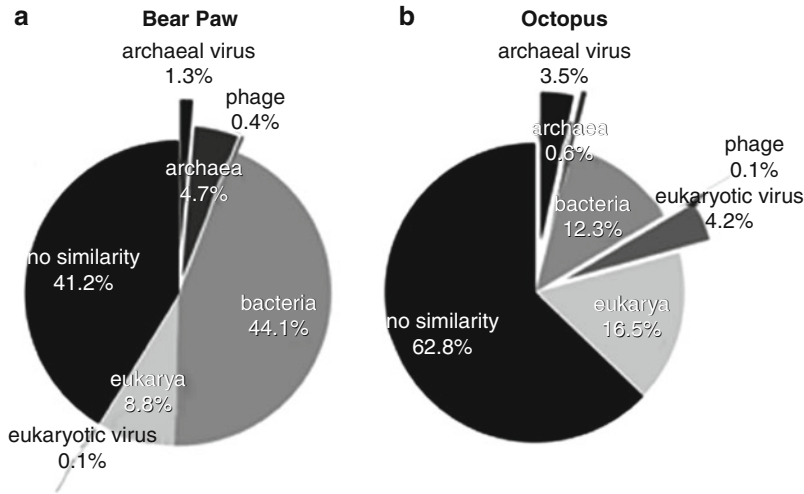 a
Bear Paw
archaeal virus
1.3%
phage
0.4%
archaea
4.7%
no similarity
41.2%
bacteria
44.1%
eukarya
8.8%
eukaryotic virus
0.1%
b
Octopus
archaeal virus
3.5%
archaea
0.6%
phage
0.1%
eukaryotic virus
4.2%
bacteria
12.3%
eukarya
16.5%
no similarity
62.8%